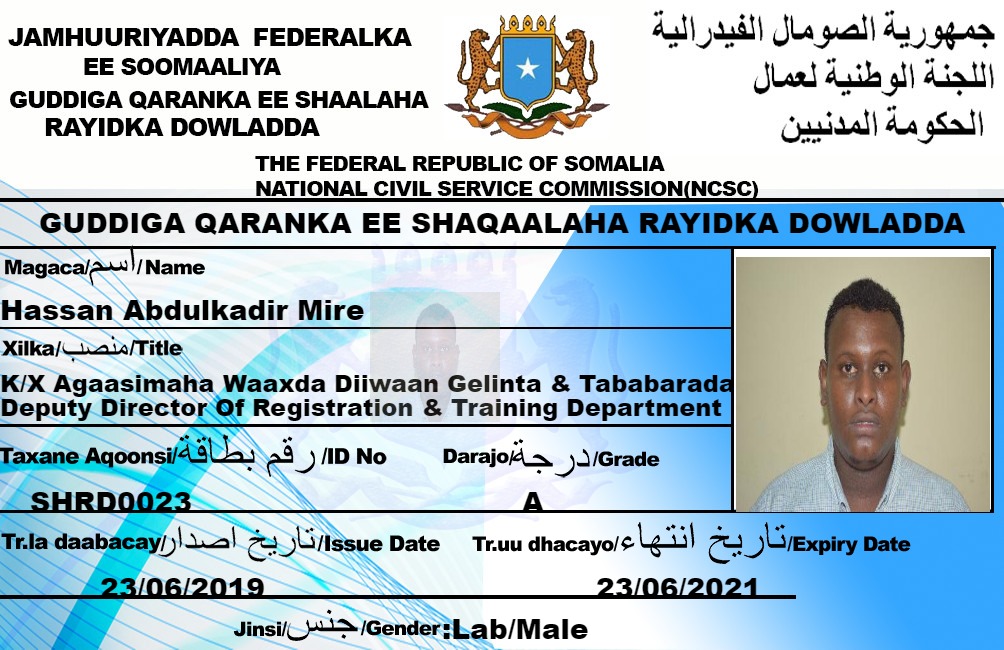 JAMHUURIYADDA FEDERALKA
EE SOOMAALIYA
GUDDIGA QARANKA EE SHAALAHA
RAYIDKA DOWLADDA
جمهورية الصومال الفيدرالية
اللجنة الوطنية لعمال
الحكومة المدنيين
THE FEDERAL REPUBLIC OF SOMALIA
NATIONAL CIVIL SERVICE COMMISSION(NCSC)
GUDDIGA QARANKA EE SHAQAALAHA RAYIDKA DOWLADDA
Magaca/اسم/Name
Hassan Abdulkadir Mire
Xilka/منصب/Title
K/X Agaasimaha Waaxda Diiwaan Gelinta & Tababarada
Deputy Director Of Registration & Training Department
Taxane Aqoonsi/رقم بطاقة/ID No Darajo/درجة/Grade
SHRD0023 A
Tr.la daabacay/تاريخ اصدار/Issue Date Tr.uu dhacayo/تاريخ انتهاء/Expiry Date
23/06/2019 23/06/2021
Jinsi/جنس/Gender:Lab/Male